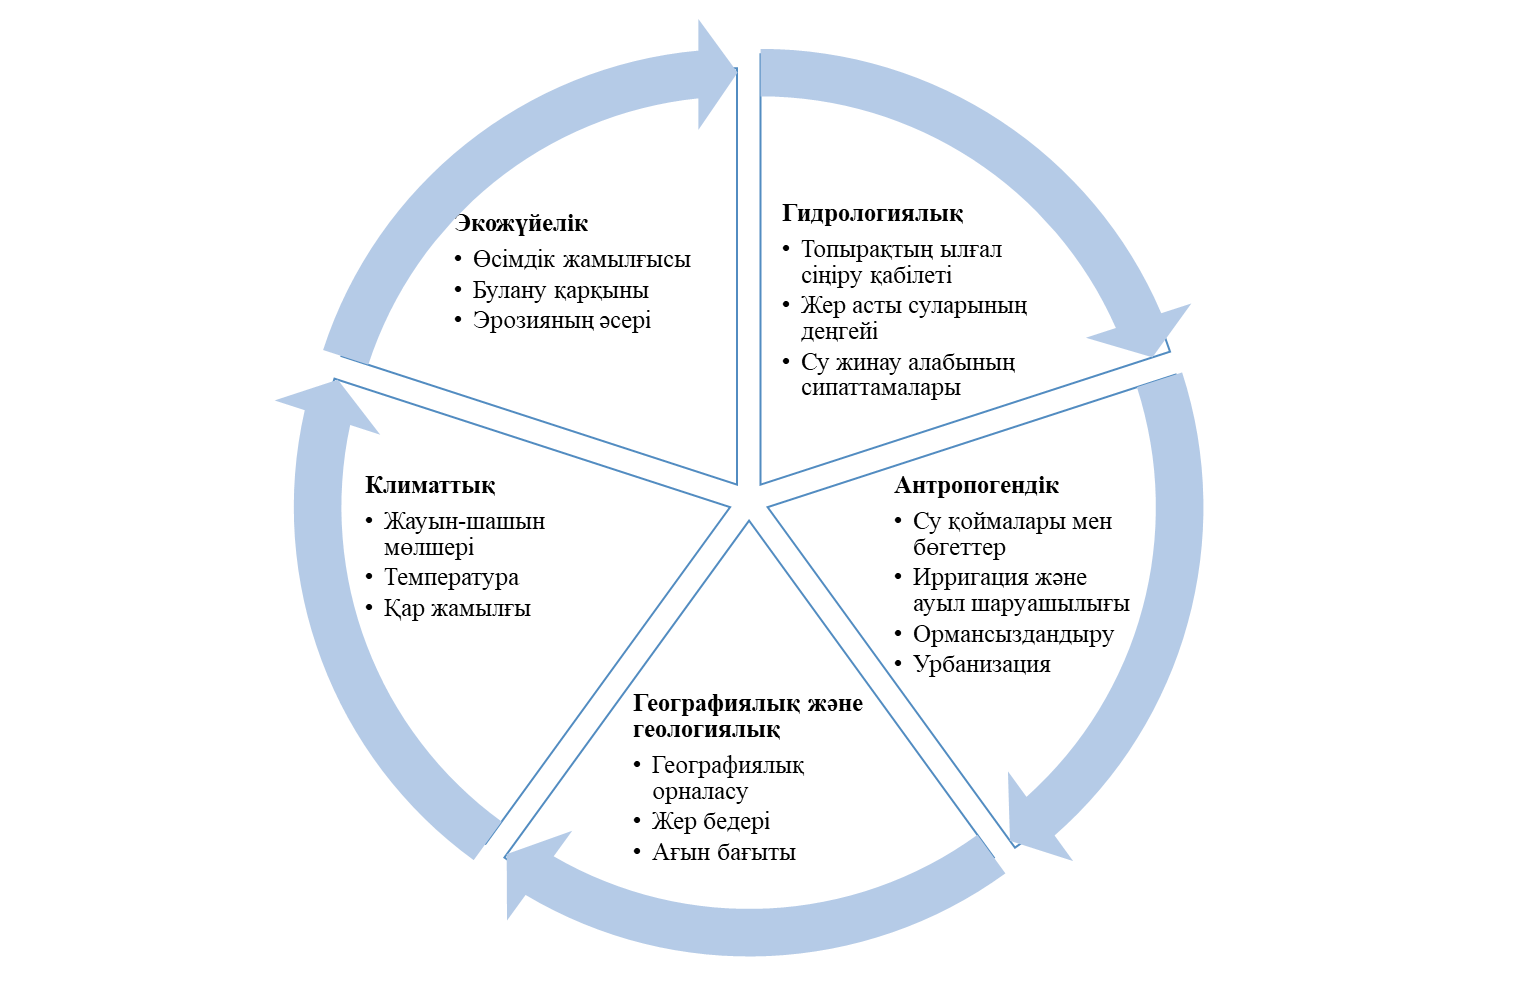 Экожүйелік
• Өсімдік жамылғысы
• Булану қарқыны
• Эрозияның әсері
Гидрологиялық
• Топырақтың ылғал
сіңіру қабілеті
• Жер асты суларының
деңгейі
• Су жинау алабының
сипаттамалары
Климаттық
• Жауын-шашын
мөлшері
• Температура
• Қар жамылғы
Антропогендік
• Су қоймалары мен
бөгеттер
• Ирригация және
ауыл шаруашылығы
• Ормансыздандыру
• Урбанизация
Географиялық және
геологиялық
• Географиялық
орналасу
• Жер бедері
• Ағын бағыты